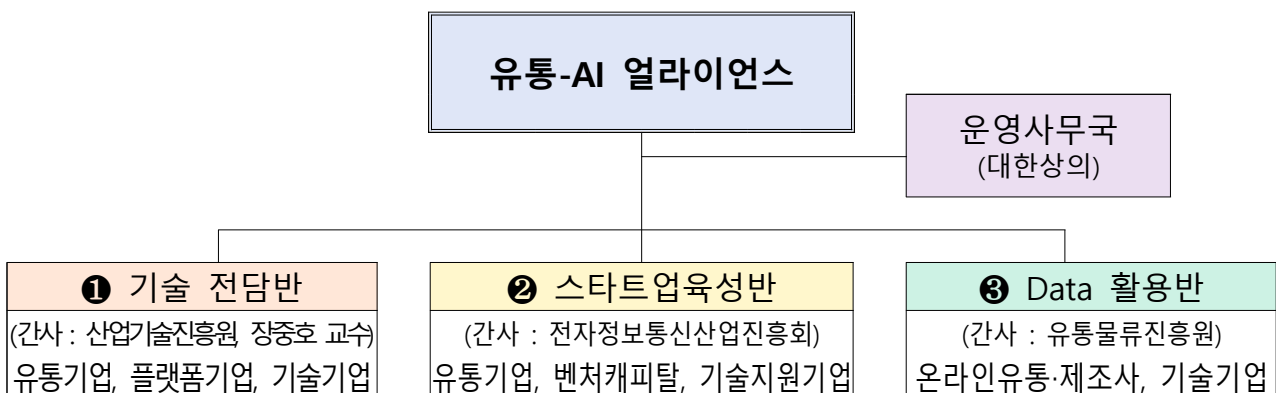 유통-AI 얼라이언스
운영사무국
(대한상의)
❶ 기술 전담반
(간사 : 산업기술진흥원, 장중호 교수)
유통기업, 플랫폼기업, 기술기업
❷ 스타트업육성반
(간사 : 전자정보통신산업진흥회)
유통기업, 벤처캐피탈, 기술지원기업
❸ Data 활용반
(간사 : 유통물류진흥원)
온라인유통·제조사, 기술기업